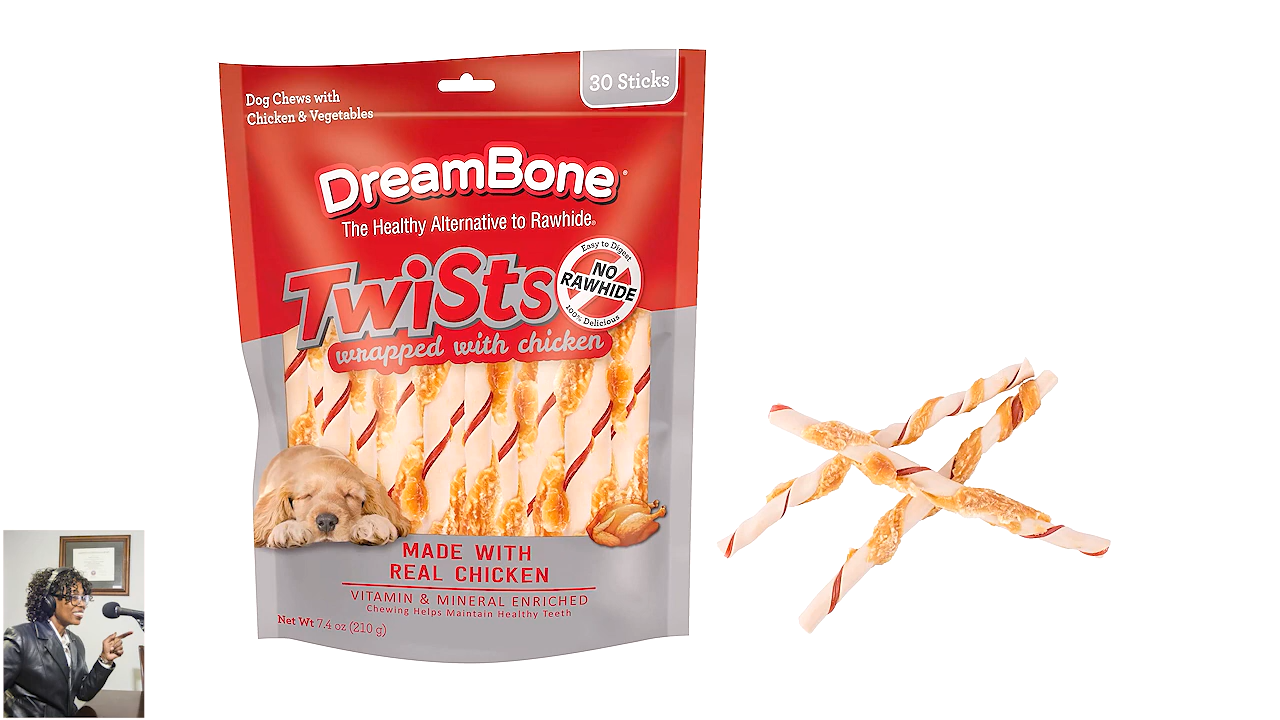 30 Sticks
Dog Chews with
Chicken & Vegetables
DreamBone
The Healthy Alternative to Rawhide®
TwiSts
wrapped with chicken
Easy to Digest
NO
RAWHIDE
100% Delicious
MADE WITH
REAL CHICKEN
VITAMIN & MINERAL ENRICHED
Chewing Helps Maintain Healthy Teeth
Net Wt 7.4 oz (210 g)